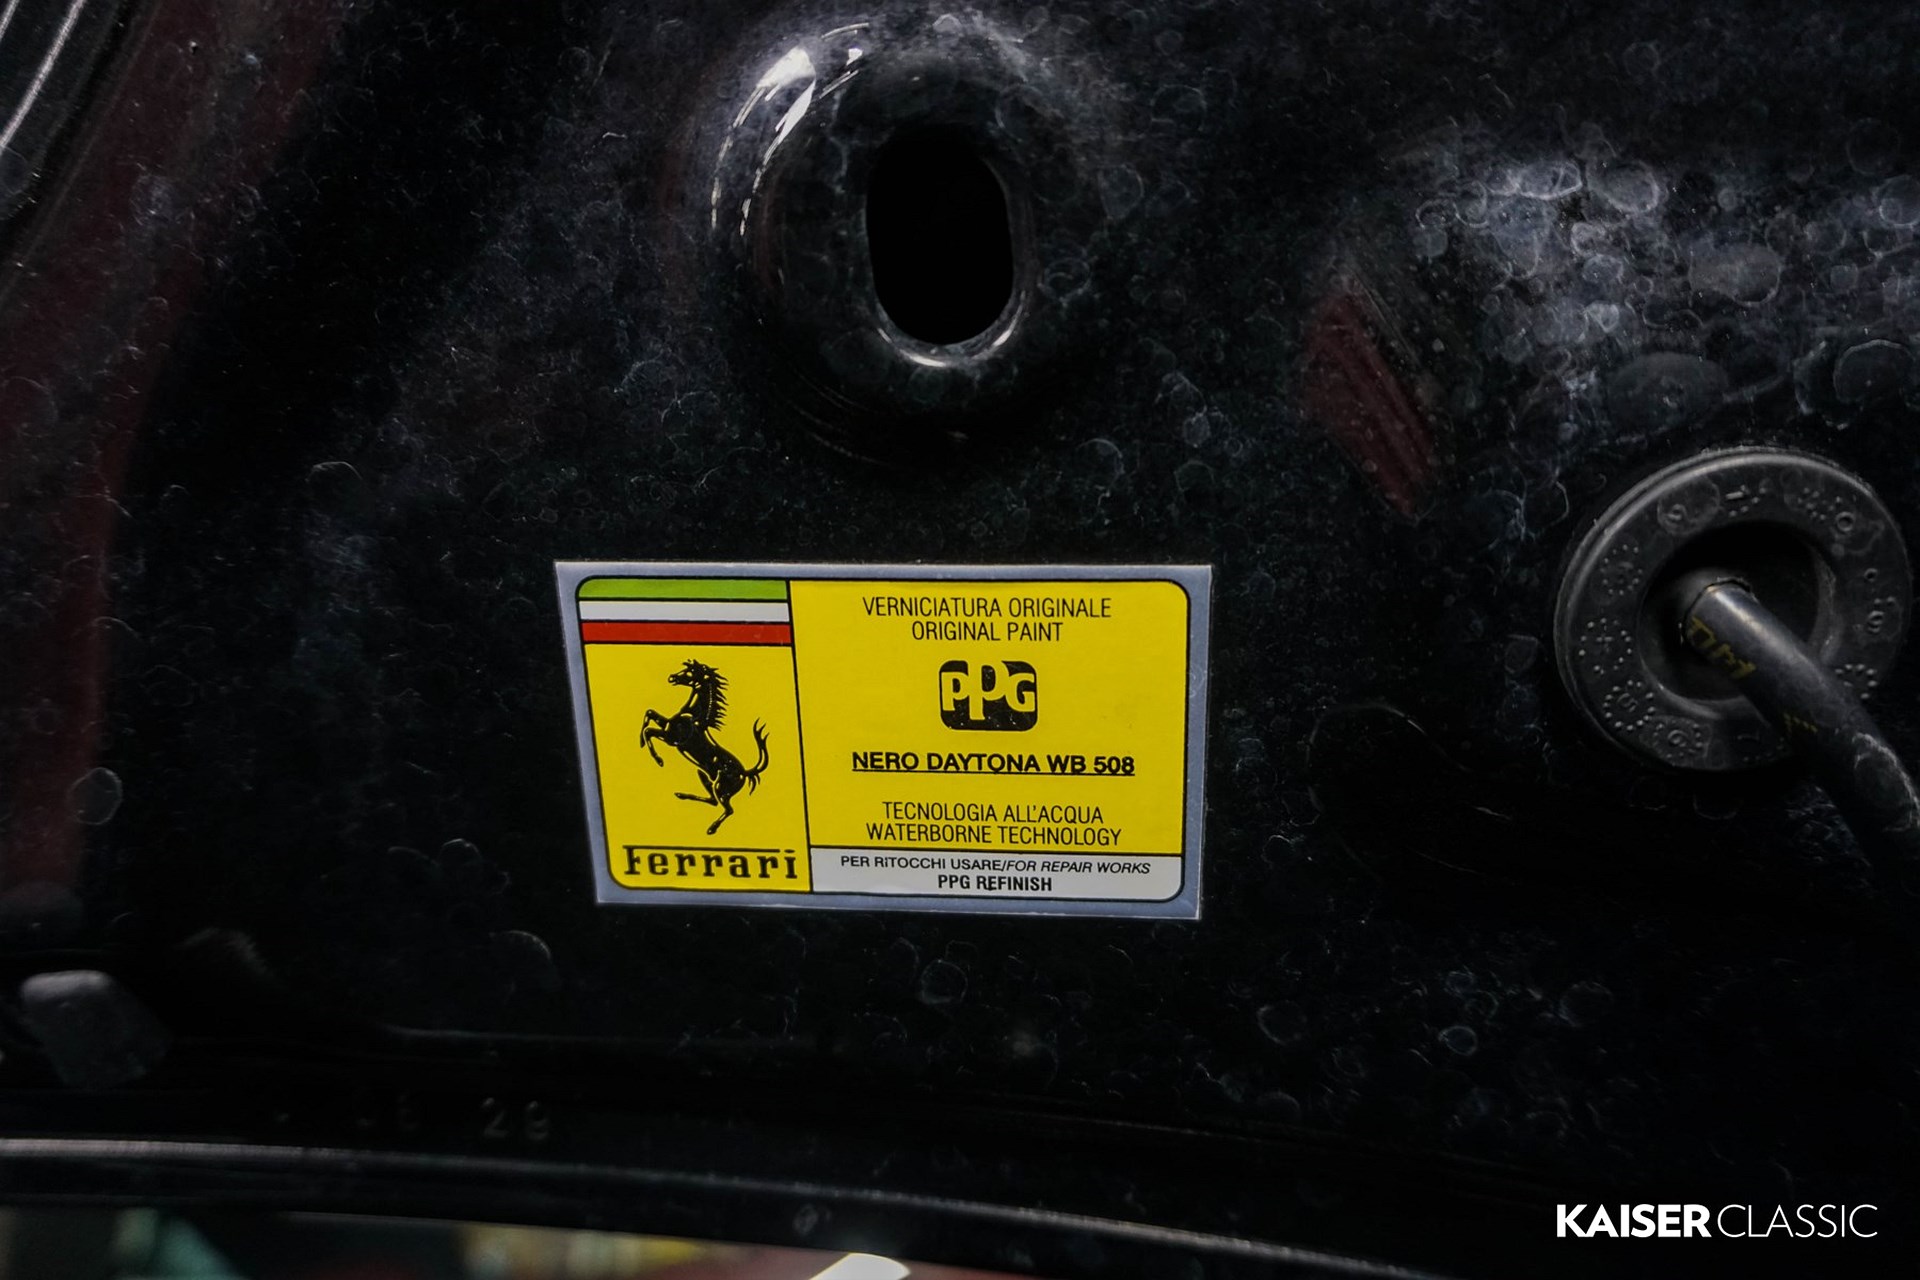 VERNICIATURA ORIGINALE
ORIGINAL PAINT
PPG
NERO DAYTONA WB 508
TECNOLOGIA ALL'ACQUA
WATERBORNE TECHNOLOGY
PER RITOCCHI USARE/FOR REPAIR WORKS
PPG REFINISH
Ferrari
29
KAISER CLASSIC